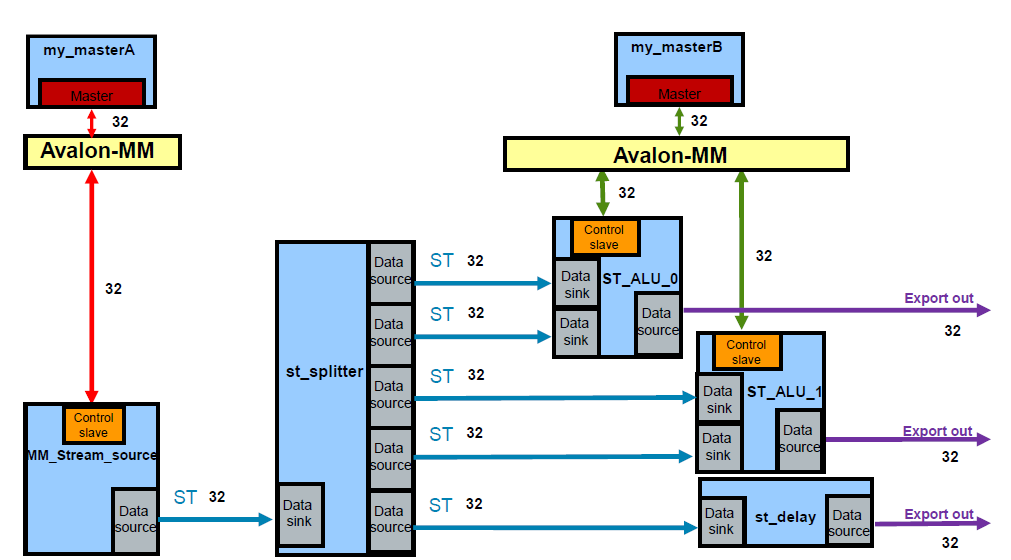 my_masterA
Master
32
Avalon-MM
32
my_masterB
Master
32
Avalon-MM
32
32
Control
slave
MM_Stream_source
Data
source
ST 32
st_splitter
Data
sink
Data
source
Data
source
Data
source
Data
source
Data
source
ST 32
ST 32
ST 32
ST 32
ST 32
Control
slave
ST_ALU_0
Data
sink
Data
sink
Data
source
Export out
32
Control
slave
ST_ALU_1
Data
sink
Data
sink
Data
source
Export out
32
Data
sink
st_delay
Data
source
Export out
32